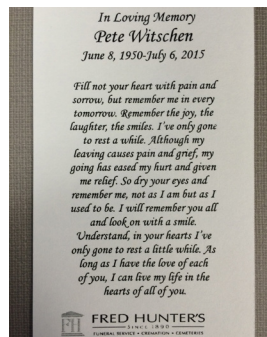 In Loving Memory
Pete Witschen
June 8, 1950-July 6, 2015
Fill not your heart with pain and
sorrow, but remember me in every
tomorrow. Remember the joy, the
laughter, the smiles. I've only gone
to rest a while. Although my
leaving causes pain and grief, my
going has eased my hurt and given
me relief. So dry your eyes and
remember me, not as I am but as I
used to be. I will remember you all
and look on with a smile.
Understand, in your hearts I've
only gone to rest a little while. As
long as I have the love of each
of you, I can live my life in the
hearts of all of you.
FH
FRED HUNTER'S
SINCE 1890
FUNERAL SERVICE • CREMATION • CEMETERIES